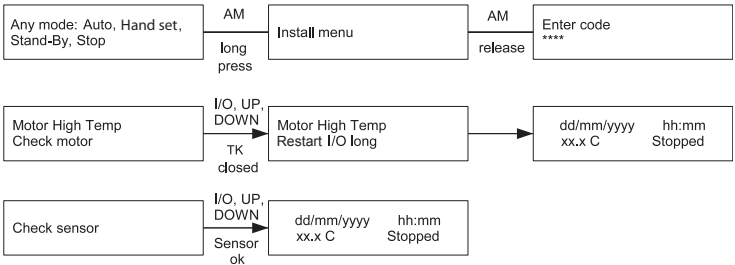 Any mode: Auto, Hand set,
Stand-By, Stop
AM
long
press
Install menu
AM
release
Enter code
****
Motor High Temp
Check motor
I/O, UP,
DOWN
TK
closed
Motor High Temp
Restart I/O long
dd/mm/yyyy hh:mm
xx.x C Stopped
Check sensor
I/O, UP,
DOWN
Sensor
ok
dd/mm/yyyy hh:mm
xx.x C Stopped